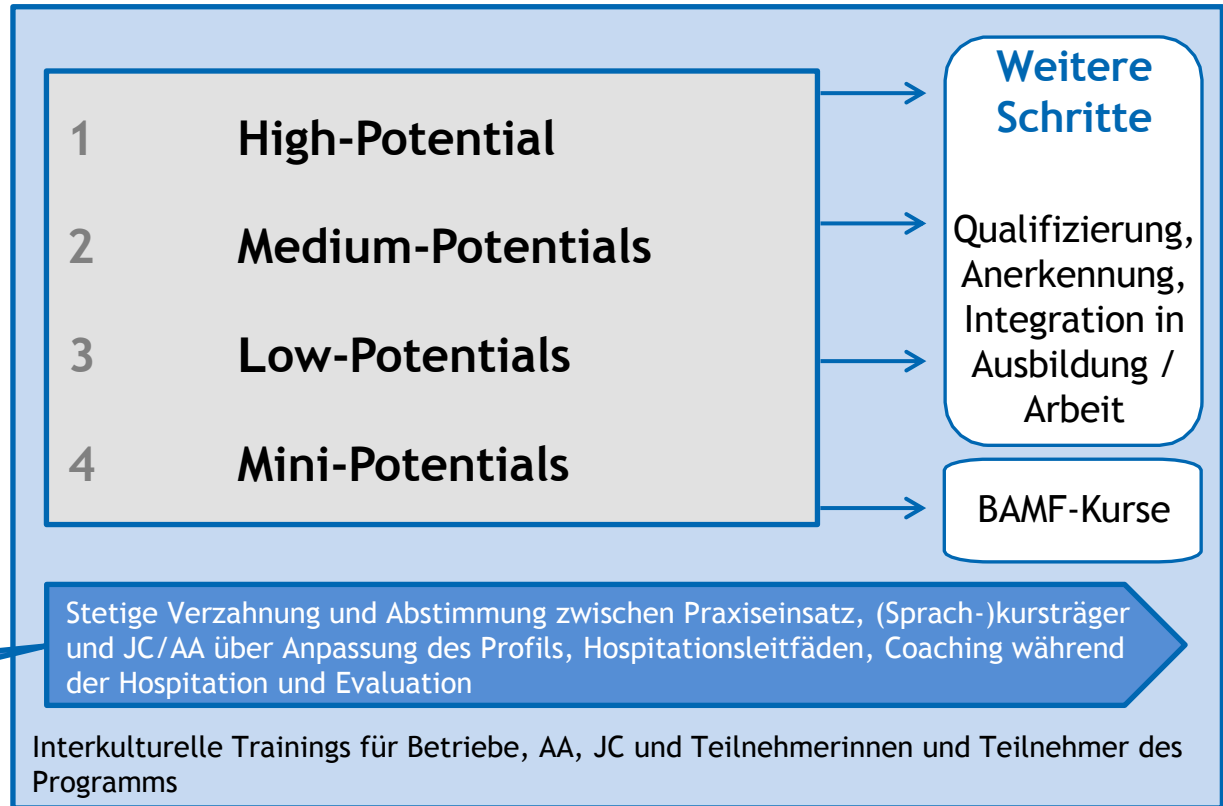 1 High-Potential
2 Medium-Potentials
3 Low-Potentials
4 Mini-Potentials
Weitere
Schritte
Qualifizierung,
Anerkennung,
Integration in
Ausbildung /
Arbeit
BAMF-Kurse
Stetige Verzahnung und Abstimmung zwischen Praxiseinsatz, (Sprach-)kursträger
und JC/AA über Anpassung des Profils, Hospitationsleitfäden, Coaching während
der Hospitation und Evaluation
Interkulturelle Trainings für Betriebe, AA, JC und Teilnehmerinnen und Teilnehmer des
Programms